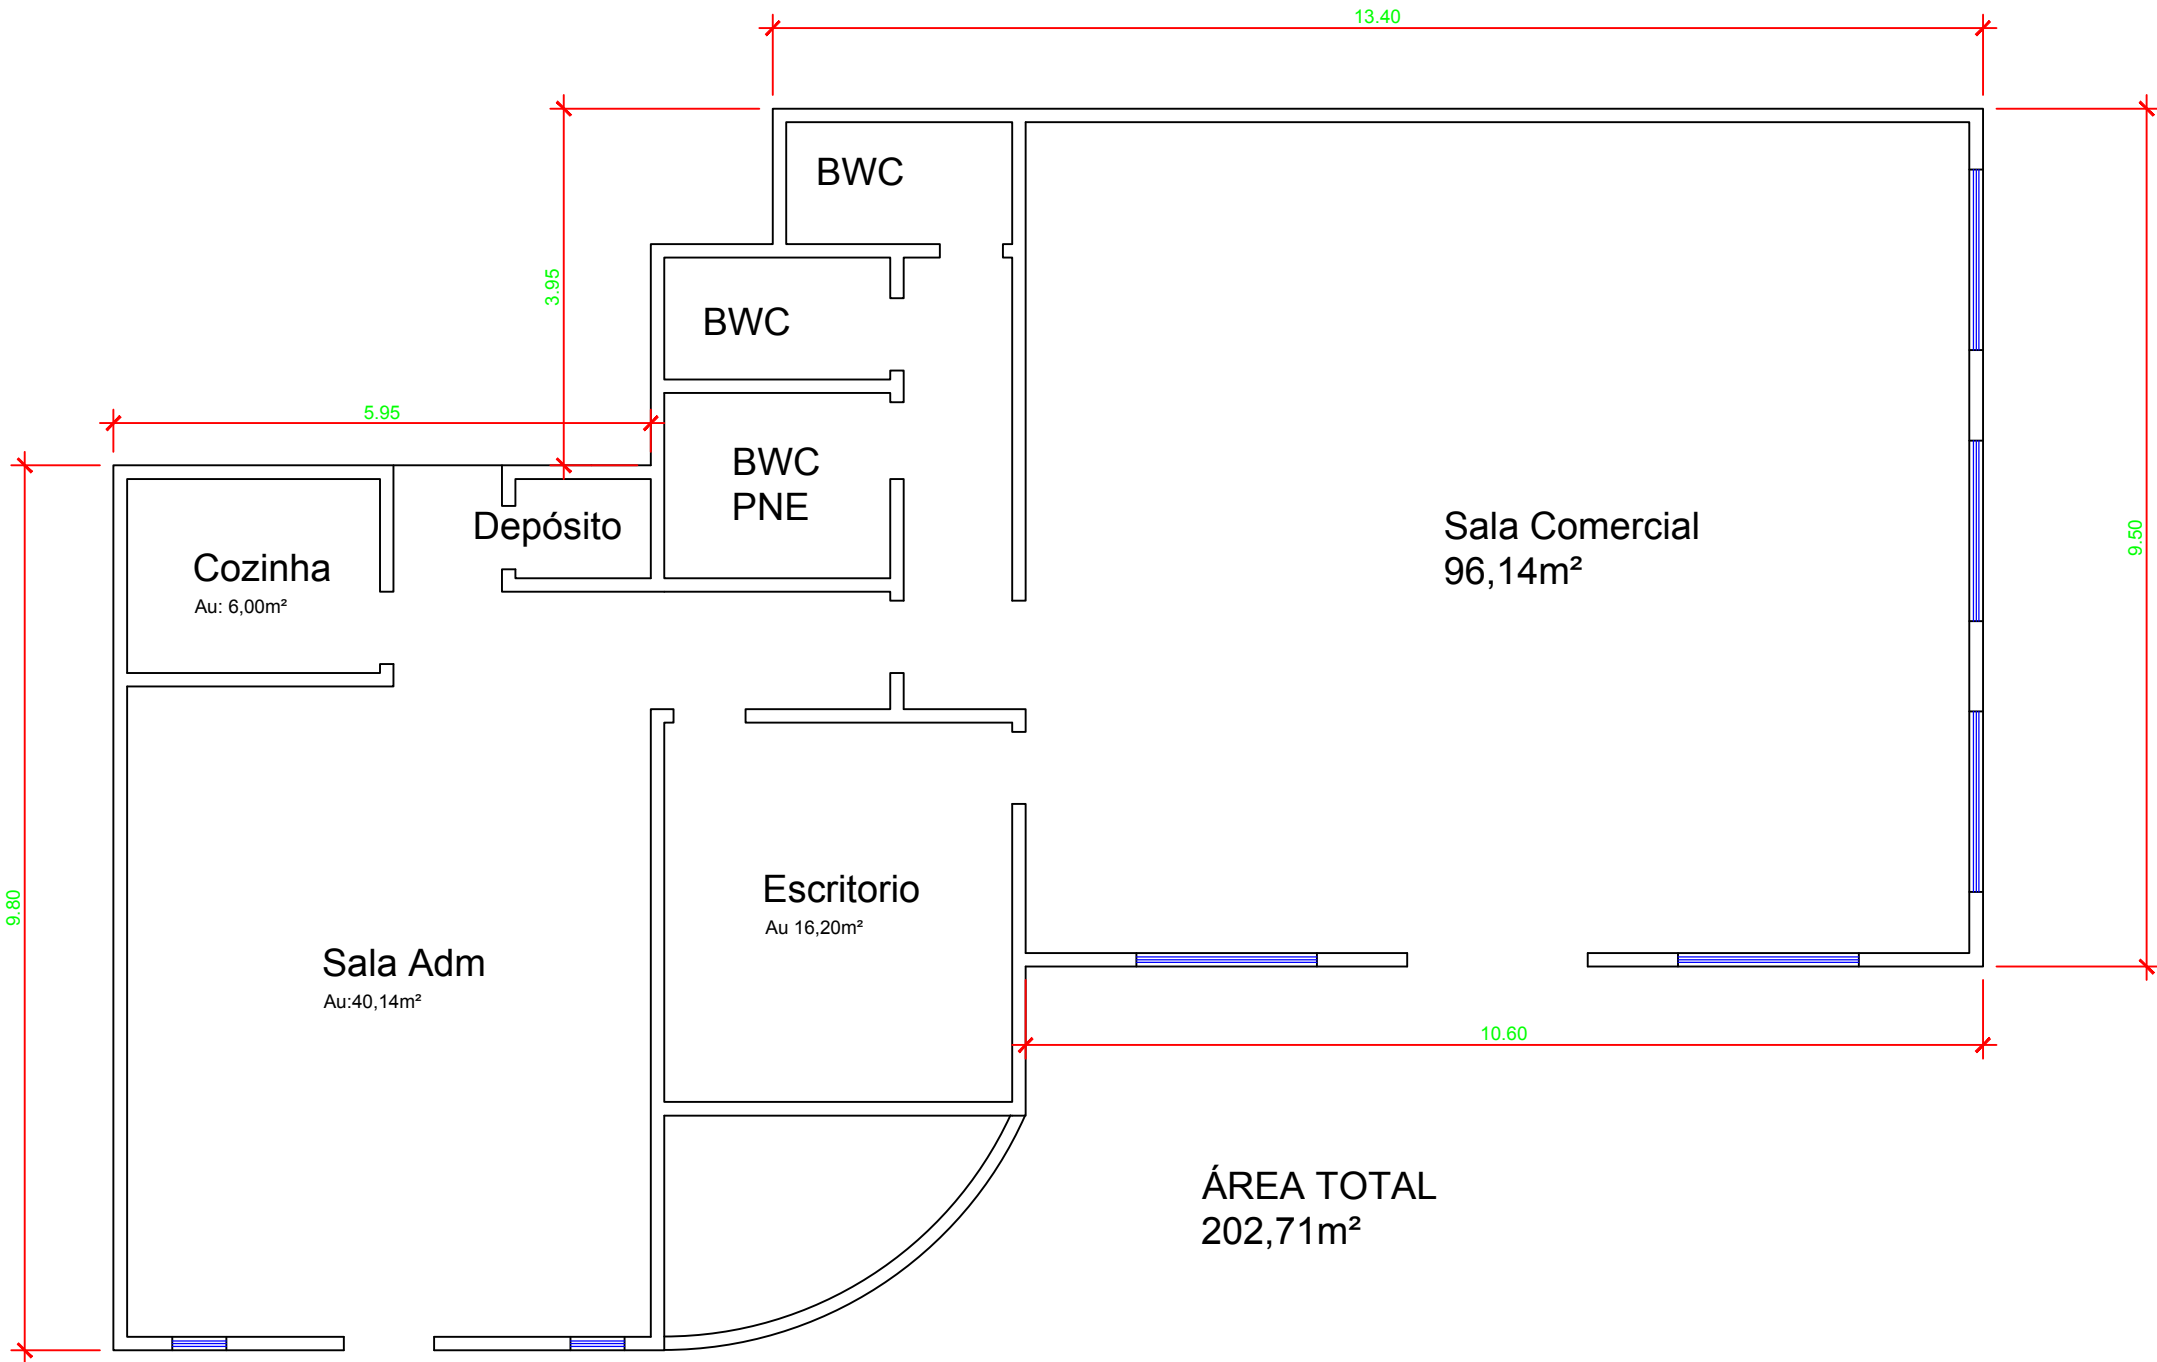 13.40
BWC
3.95
BWC
5.95
BWC
PNE
Depósito
Cozinha
Au: 6,00m²
Sala Comercial
96,14m²
9.50
Escritorio
Au 16,20m²
9.80
Sala Adm
Au:40,14m²
10.60
ÁREA TOTAL
202,71m²